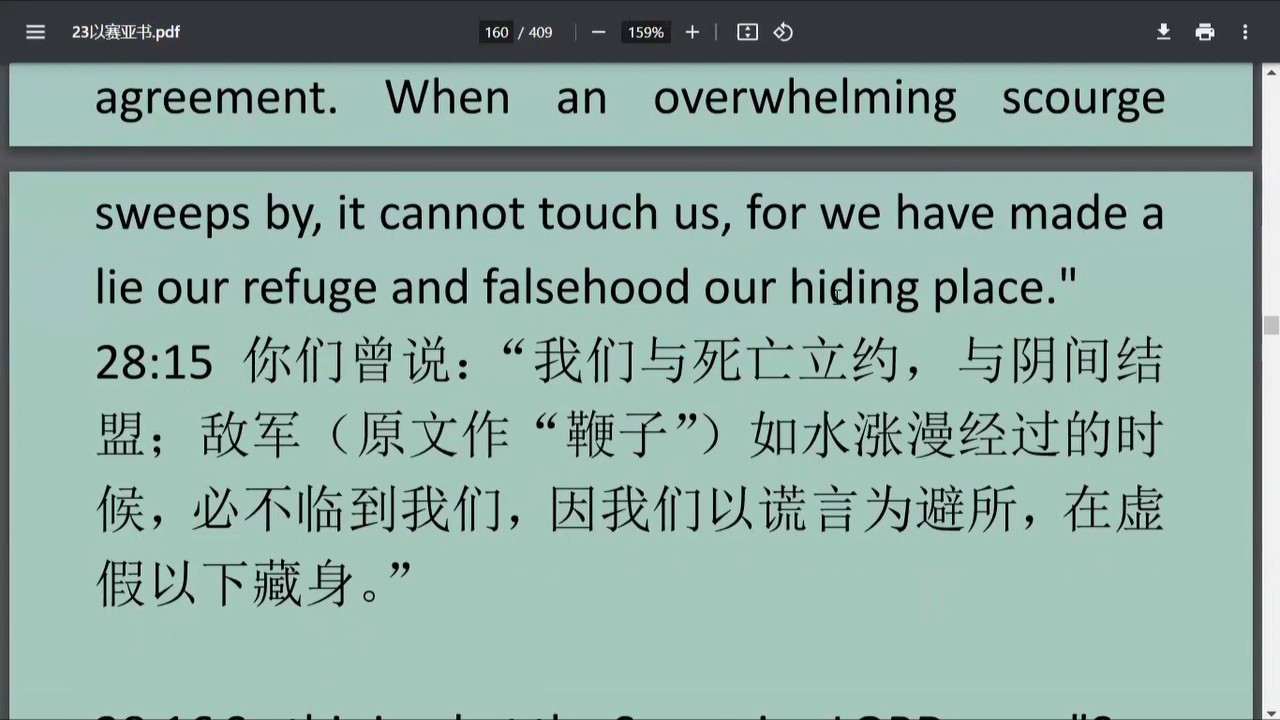 23以赛亚书.pdf
160 / 409
159%
agreement. When an overwhelming scourge
sweeps by, it cannot touch us, for we have made a
lie our refuge and falsehood our hiding place."
28:15 你们曾说：“我们与死亡立约，与阴间结
盟；敌军（原文作“鞭子”）如水涨漫经过的时
候，必不临到我们，因我们以谎言为避所，在虚
假以下藏身。”